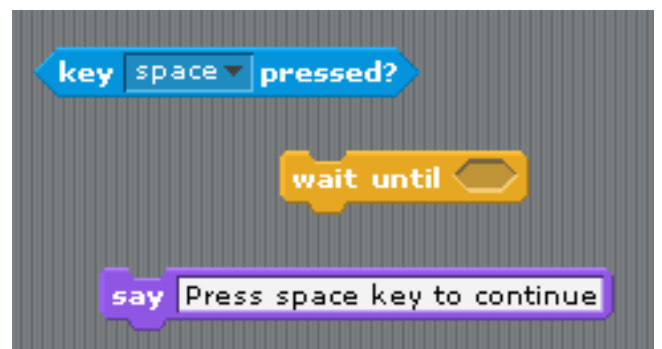 key space pressed?
wait until
say Press space key to continue